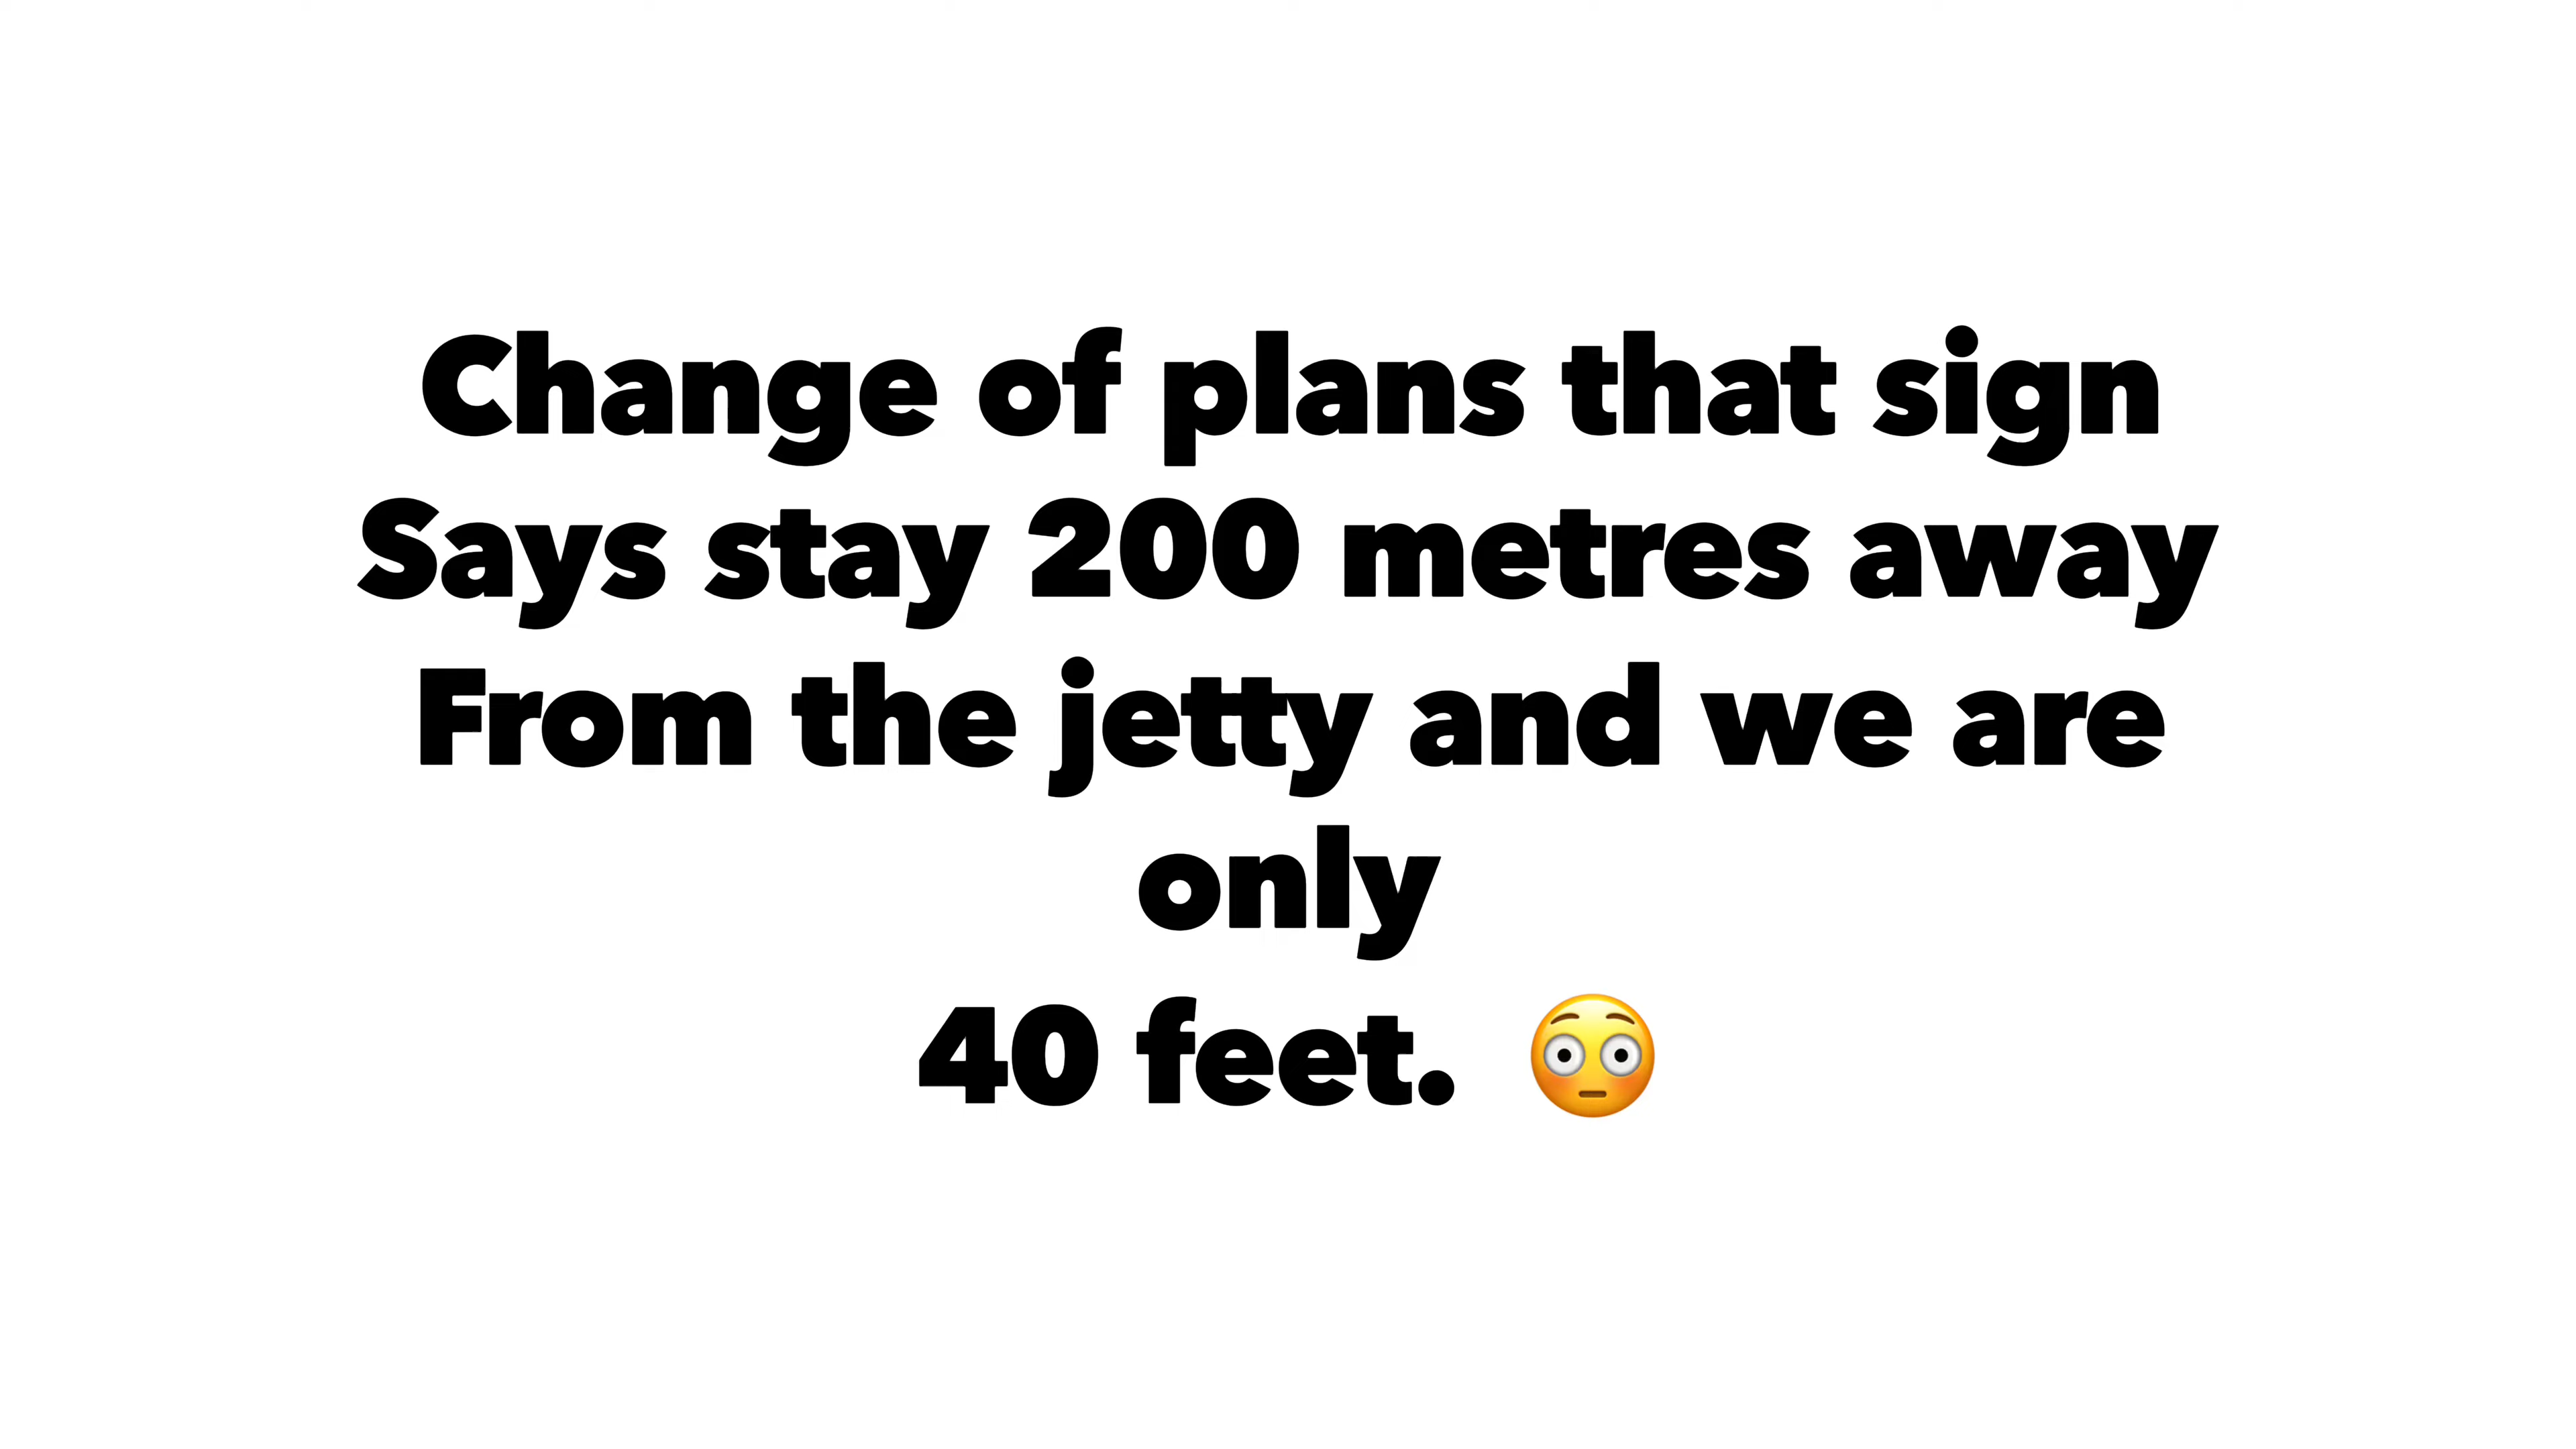 Change of plans that sign
Says stay 200 metres away
From the jetty and we are
only
40 feet. 😳